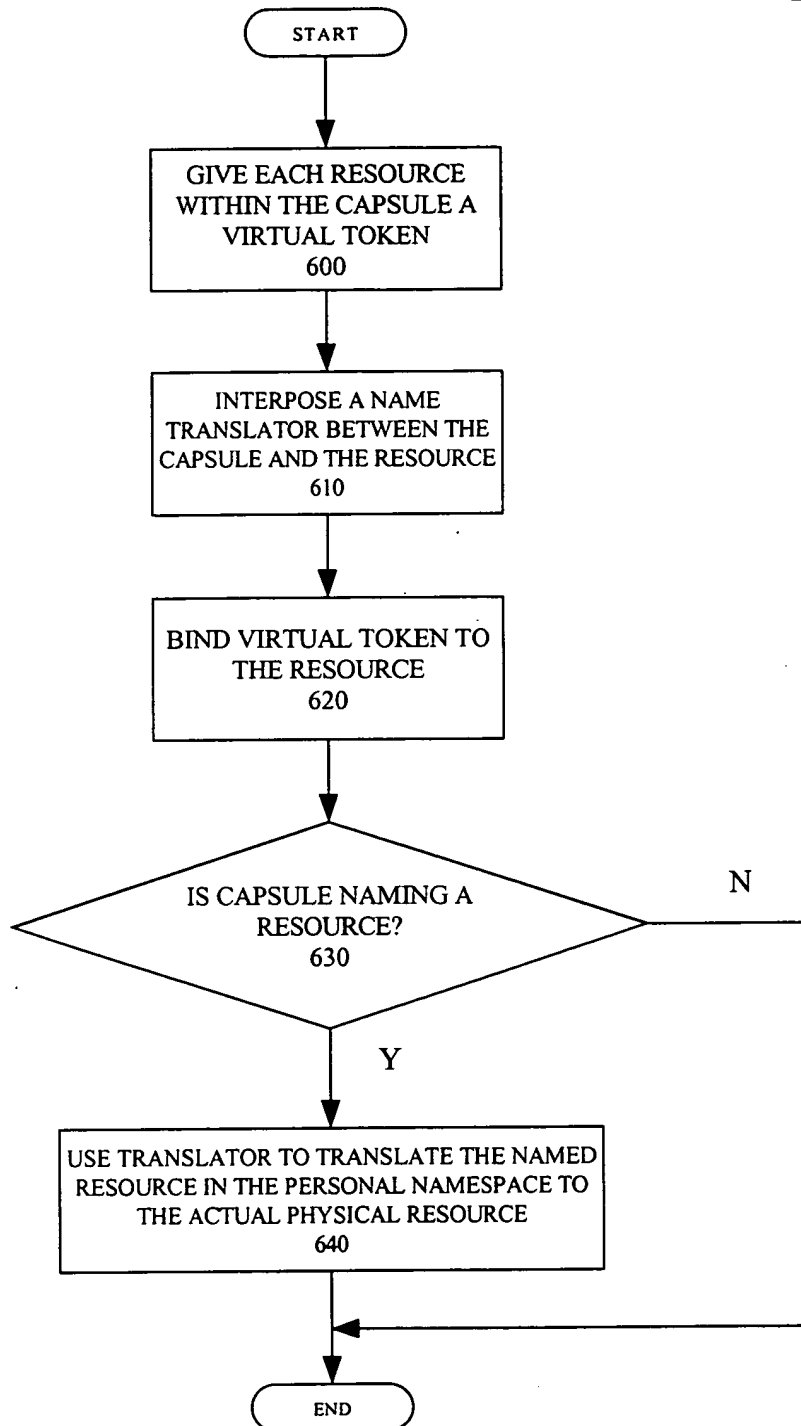 START
GIVE EACH RESOURCE
WITHIN THE CAPSULE A
VIRTUAL TOKEN
600
INTERPOSE A NAME
TRANSLATOR BETWEEN THE
CAPSULE AND THE RESOURCE
610
BIND VIRTUAL TOKEN TO
THE RESOURCE
620
IS CAPSULE NAMING A
RESOURCE?
630
N
Y
USE TRANSLATOR TO TRANSLATE THE NAMED
RESOURCE IN THE PERSONAL NAMESPACE TO
THE ACTUAL PHYSICAL RESOURCE
640
END